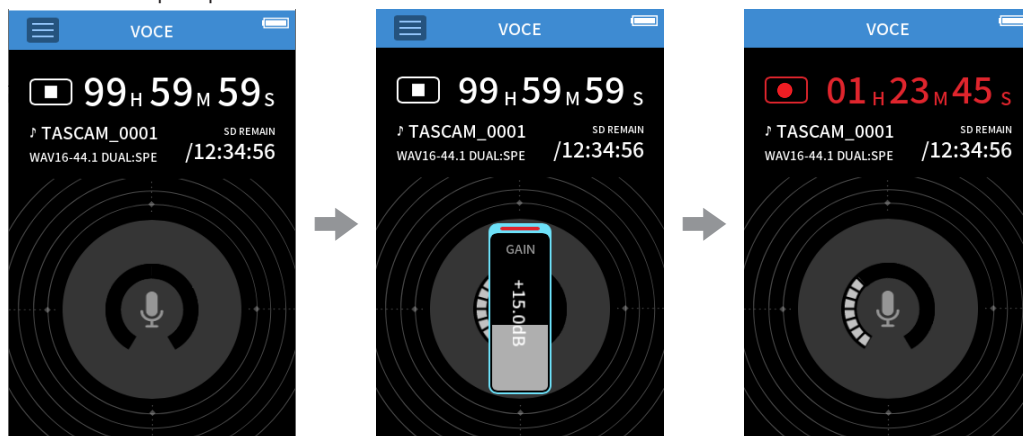 VOCE
99H59M59S
♪ TASCAM_0001
SD REMAIN
WAV16-44.1 DUAL:SPE
/12:34:56
VOCE
99H59M59S
♪ TASCAM_0001
SD REMAIN
WAV16-44.1 DUAL:SPE
/12:34:56
GAIN
+15.0dB
VOCE
01H23M45S
♪ TASCAM_0001
SD REMAIN
WAV16-44.1 DUAL:SPE
/12:34:56